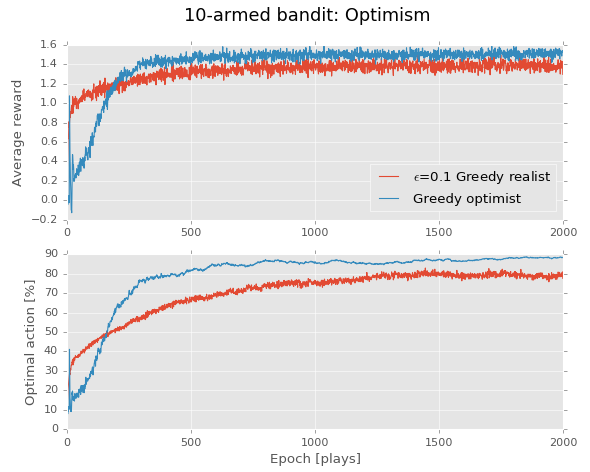 10-armed bandit: Optimism
1.6
1.4
1.2
1.0
0.8
0.6
0.4
0.2
0.0
−0.2
Average reward
ϵ=0.1 Greedy realist
Greedy optimist
0 500 1000 1500 2000
90
80
70
60
50
40
30
20
10
0
Optimal action [%]
0 500 1000 1500 2000
Epoch [plays]